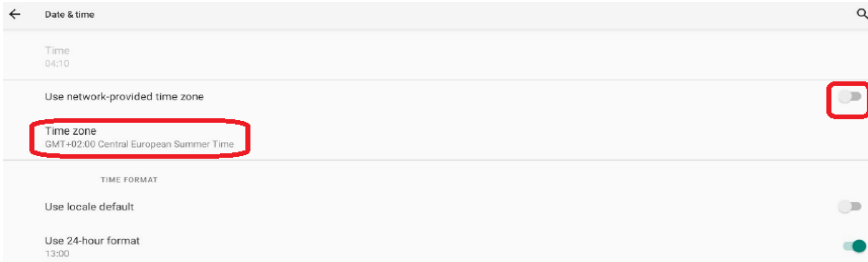 Date & time
Time
04:10
Use network-provided time zone
Time zone
GMT+02:00 Central European Summer Time
TIME FORMAT
Use locale default
Use 24-hour format
13:00